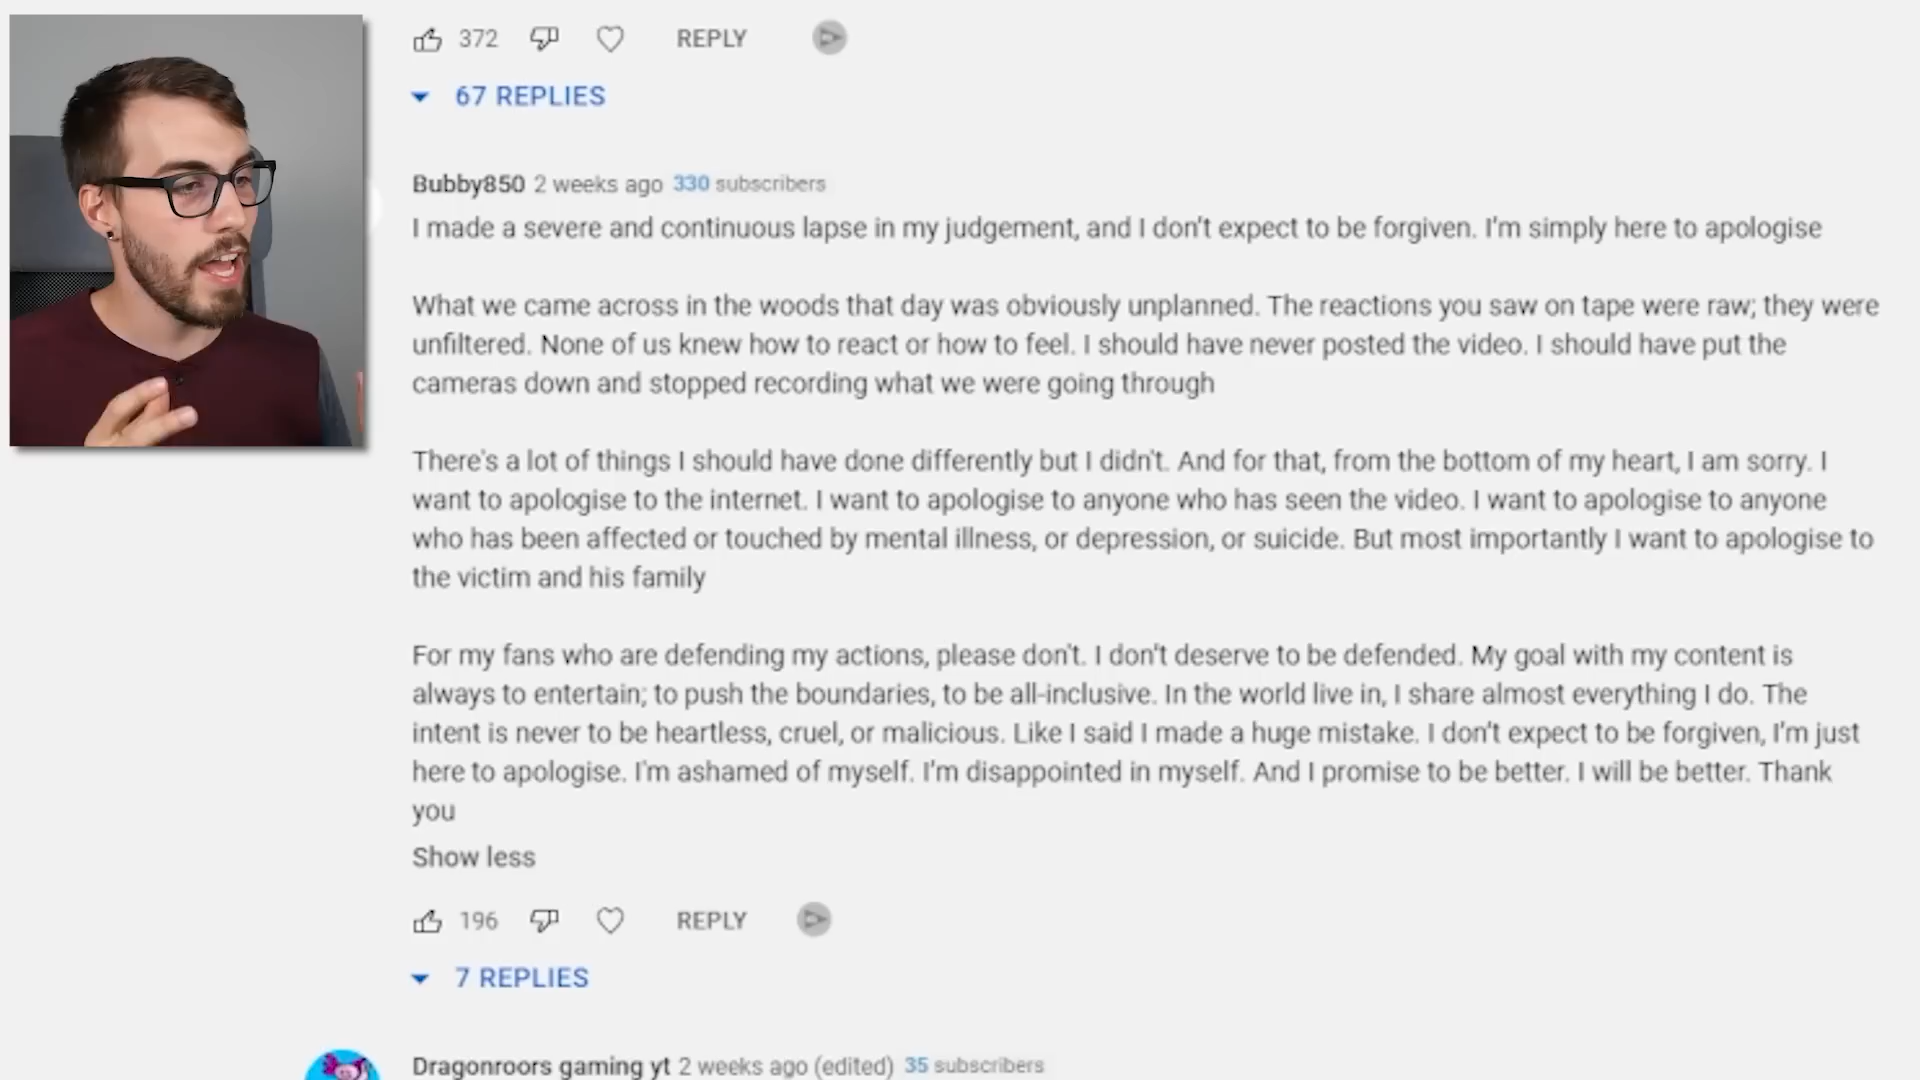 372 REPLY
67 REPLIES
Bubby850 2 weeks ago 330 subscribers
I made a severe and continuous lapse in my judgement, and I don't expect to be forgiven. I'm simply here to apologise
What we came across in the woods that day was obviously unplanned. The reactions you saw on tape were raw; they were
unfiltered. None of us knew how to react or how to feel. I should have never posted the video. I should have put the
cameras down and stopped recording what we were going through
There's a lot of things I should have done differently but I didn't. And for that, from the bottom of my heart, I am sorry. I
want to apologise to the internet. I want to apologise to anyone who has seen the video. I want to apologise to anyone
who has been affected or touched by mental illness, or depression, or suicide. But most importantly I want to apologise to
the victim and his family
For my fans who are defending my actions, please don't. I don't deserve to be defended. My goal with my content is
always to entertain; to push the boundaries, to be all-inclusive. In the world live in, I share almost everything I do. The
intent is never to be heartless, cruel, or malicious. Like I said I made a huge mistake. I don't expect to be forgiven, I'm just
here to apologise. I'm ashamed of myself. I'm disappointed in myself. And I promise to be better. I will be better. Thank
you
Show less
196 REPLY
7 REPLIES
Dragonroors gaming yt 2 weeks ago (edited) 35 subscribers